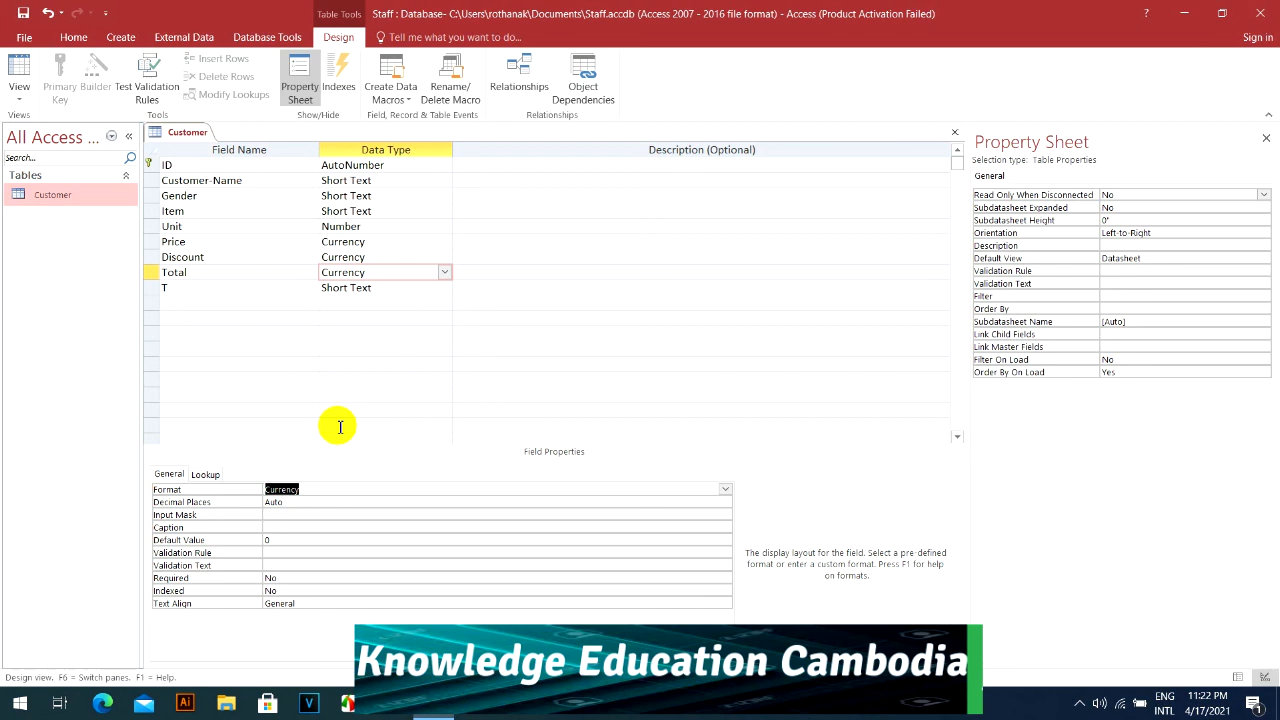 Table Tools
Staff : Database- C:\Users\rothanak\Documents\Staff.accdb (Access 2007 - 2016 file format) - Access (Product Activation Failed)
File Home Create External Data Database Tools Design Tell me what you want to do... Sign in
View
Primary Key
Builder
Test Validation Rules
Insert Rows
Delete Rows
Modify Lookups
Property Sheet
Indexes
Create Data Macros
Rename/ Delete Macro
Relationships
Object Dependencies
Views Tools Show/Hide Field, Record & Table Events Relationships
All Access ...
Search...
Tables
Customer
Customer
Field Name Data Type Description (Optional)
ID AutoNumber
Customer-Name Short Text
Gender Short Text
Item Short Text
Unit Number
Price Currency
Discount Currency
Total Currency
T Short Text
Field Properties
General Lookup
Format Currency
Decimal Places Auto
Input Mask
Caption
Default Value 0
Validation Rule
Validation Text
Required No
Indexed No
Text Align General
The display layout for the field. Select a pre-defined
format or enter a custom format. Press F1 for help
on formats.
Property Sheet
Selection type: Table Properties
General
Read Only When Disconnected No
Subdatasheet Expanded No
Subdatasheet Height 0"
Orientation Left-to-Right
Description
Default View Datasheet
Validation Rule
Validation Text
Filter
Order By
Subdatasheet Name [Auto]
Link Child Fields
Link Master Fields
Filter On Load No
Order By On Load Yes
Knowledge Education Cambodia
Design view. F6 = Switch panes. F1 = Help.
ENG
INTL
11:22 PM
4/17/2021